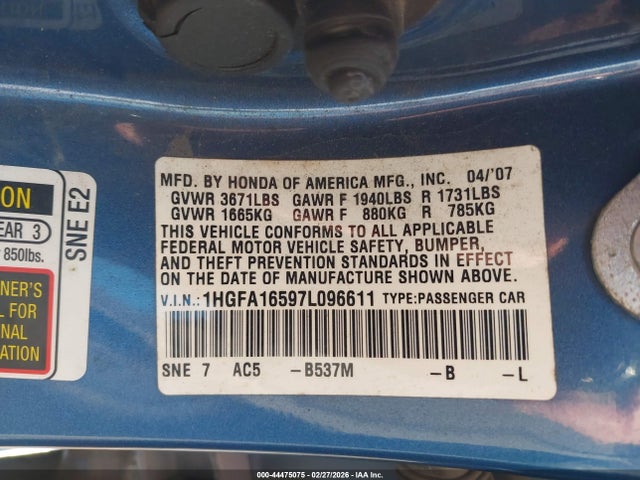 MFD. BY HONDA OF AMERICA MFG., INC. 04/'07
GVWR 3671LBS GAWR F 1940LBS R 1731LBS
GVWR 1665KG GAWR F 880KG R 785KG
THIS VEHICLE CONFORMS TO ALL APPLICABLE
FEDERAL MOTOR VEHICLE SAFETY, BUMPER,
AND THEFT PREVENTION STANDARDS IN EFFECT
ON THE DATE OF MANUFACTURE SHOWN ABOVE.
V.I.N.: 1HGFA16597L096611 TYPE:PASSENGER CAR
SNE 7 AC5 -B537M -B -L
ION
EAR 3
850lbs.
SNE E2
NER'S
L FOR
NAL
ATION
000-44475075 - 02/27/2026 - IAA Inc.